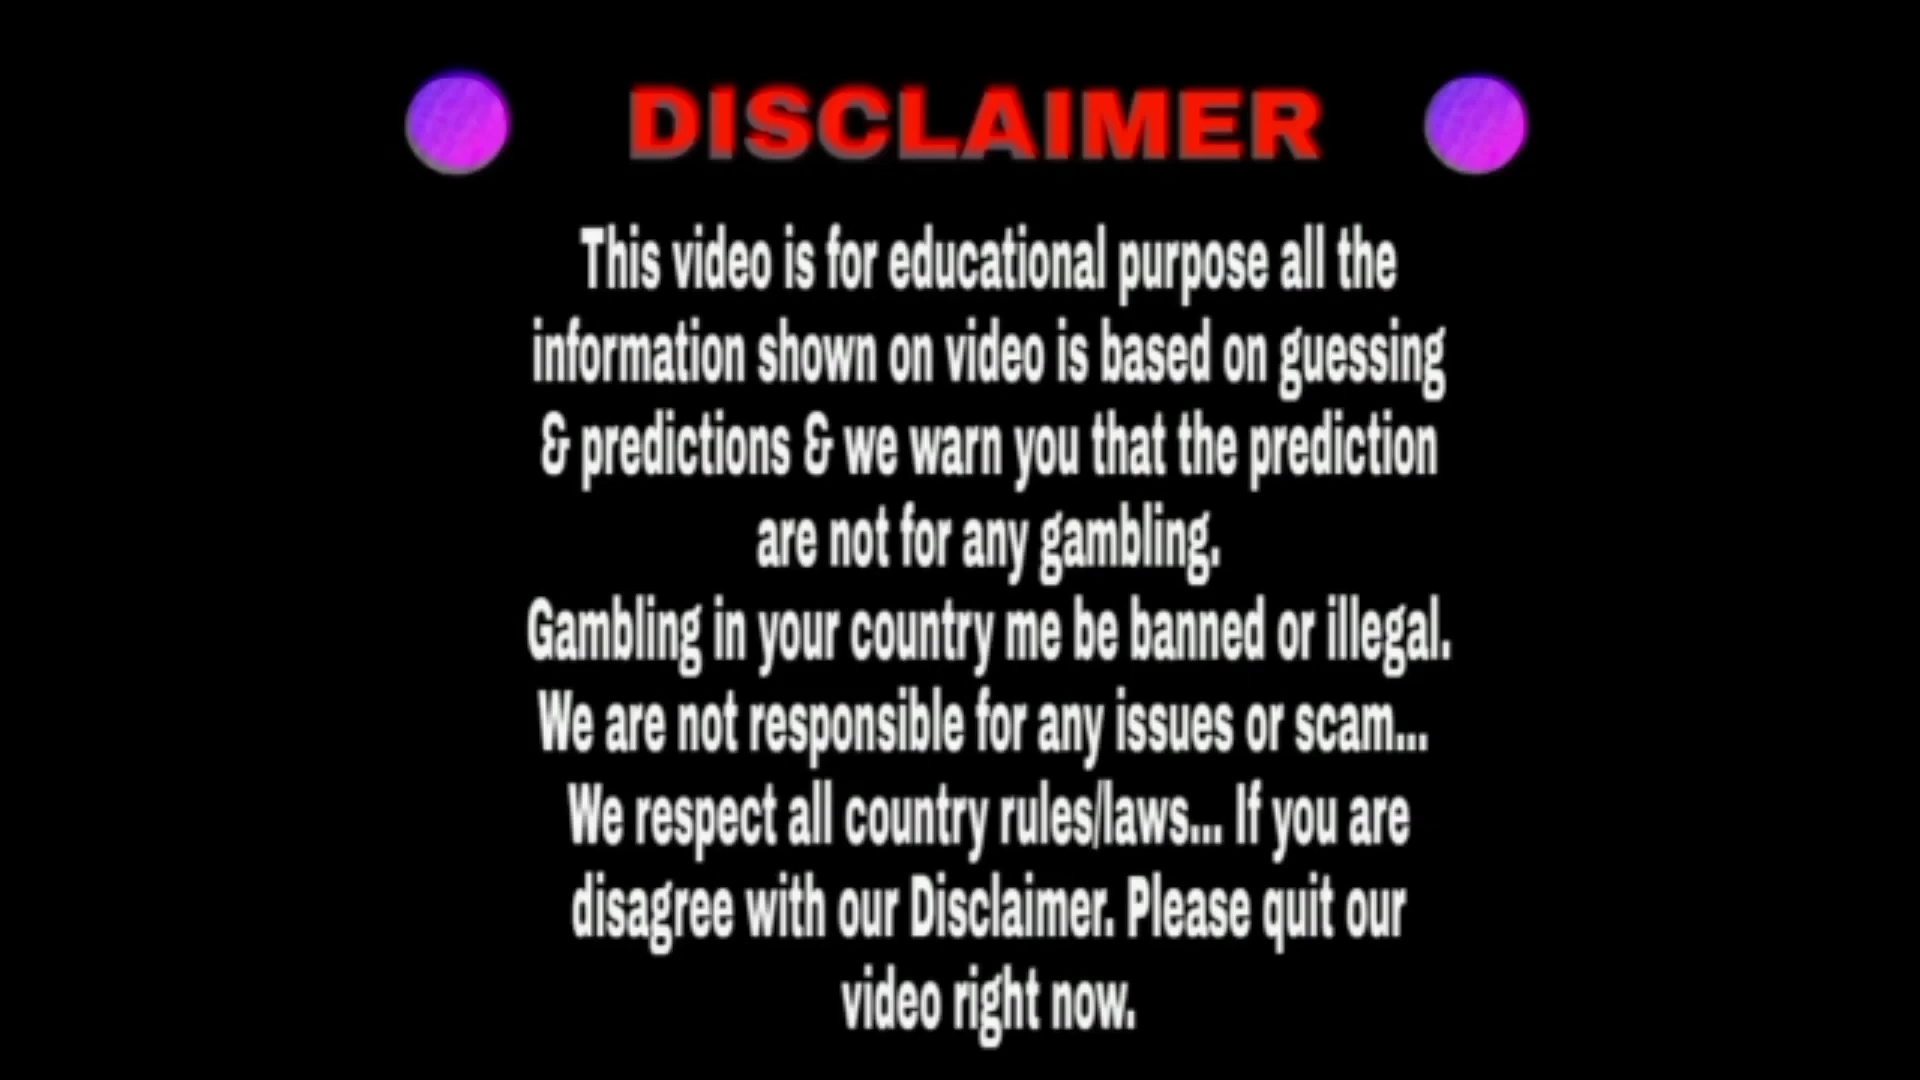 DISCLAIMER
This video is for educational purpose all the
information shown on video is based on guessing
& predictions & we warn you that the prediction
are not for any gambling.
Gambling in your country me be banned or illegal.
We are not responsible for any issues or scam...
We respect all country rules/laws... If you are
disagree with our Disclaimer. Please quit our
video right now.